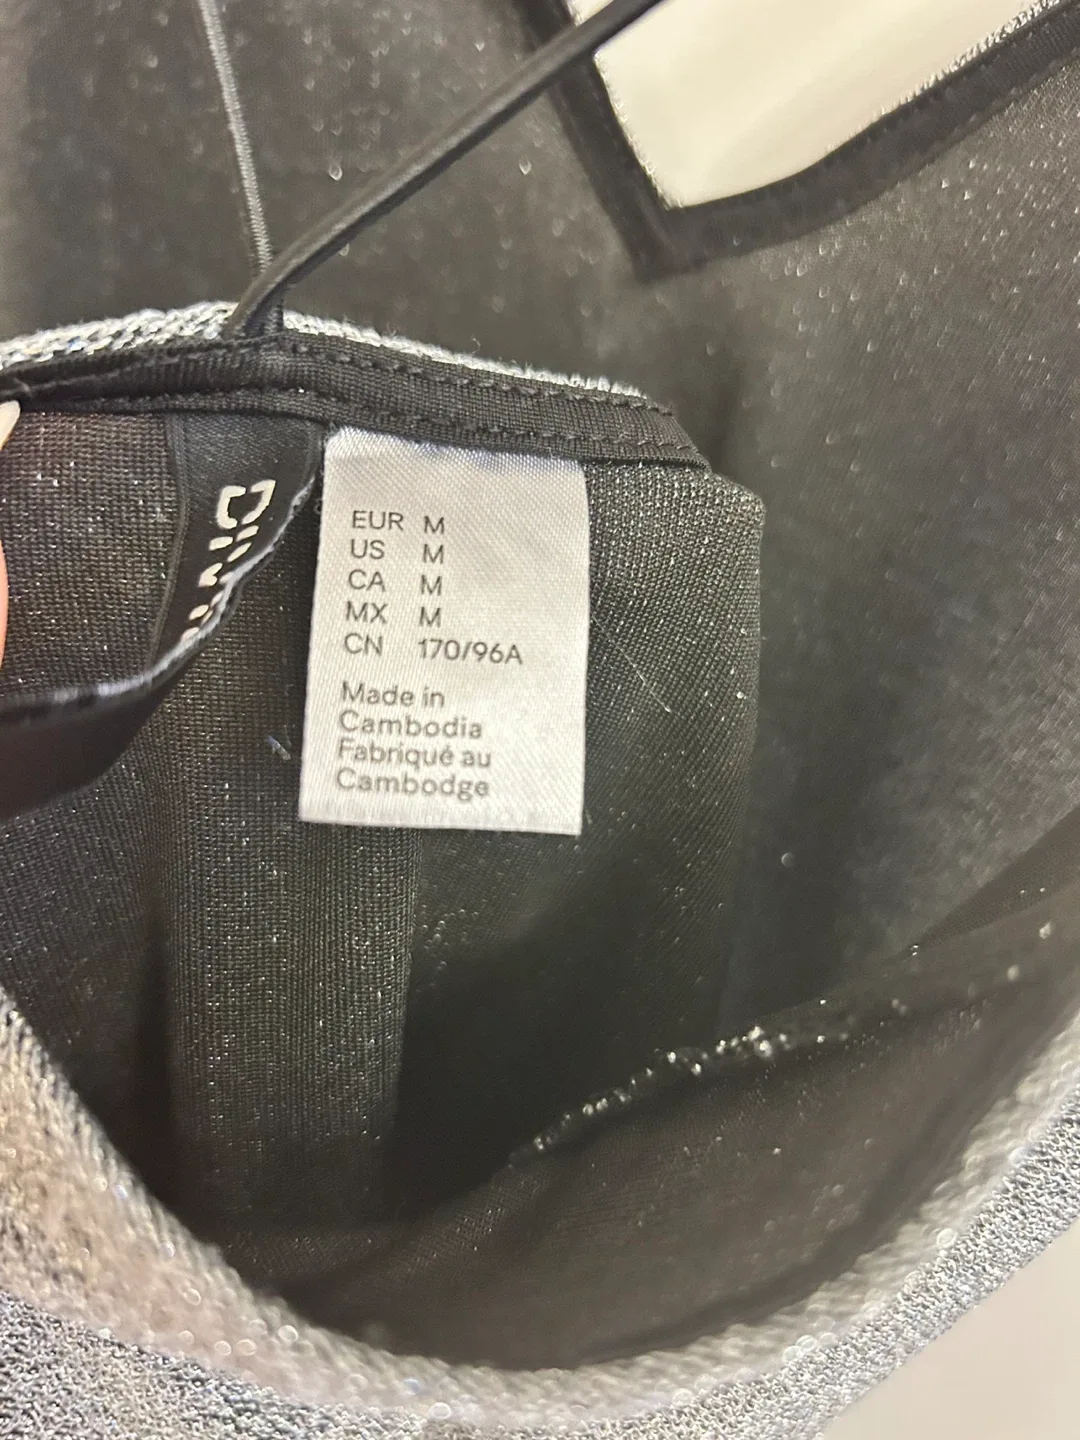 EUR M
US M
CA M
MX M
CN 170/96A
Made in
Cambodia
Fabriqué au
Cambodge